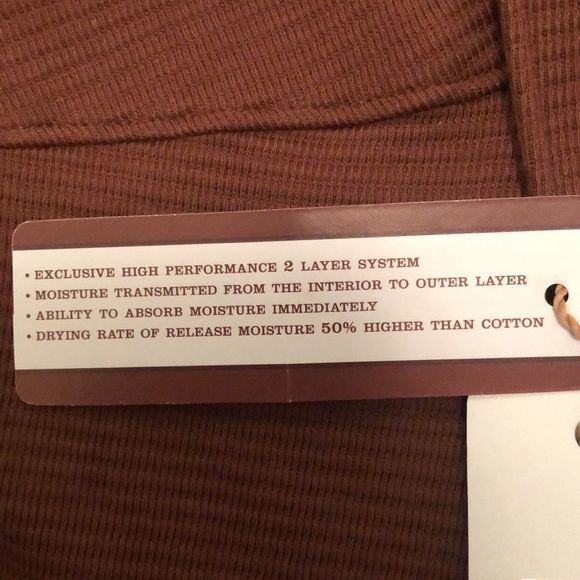 • EXCLUSIVE HIGH PERFORMANCE 2 LAYER SYSTEM
• MOISTURE TRANSMITTED FROM THE INTERIOR TO OUTER LAYER
• ABILITY TO ABSORB MOISTURE IMMEDIATELY
• DRYING RATE OF RELEASE MOISTURE 50% HIGHER THAN COTTON